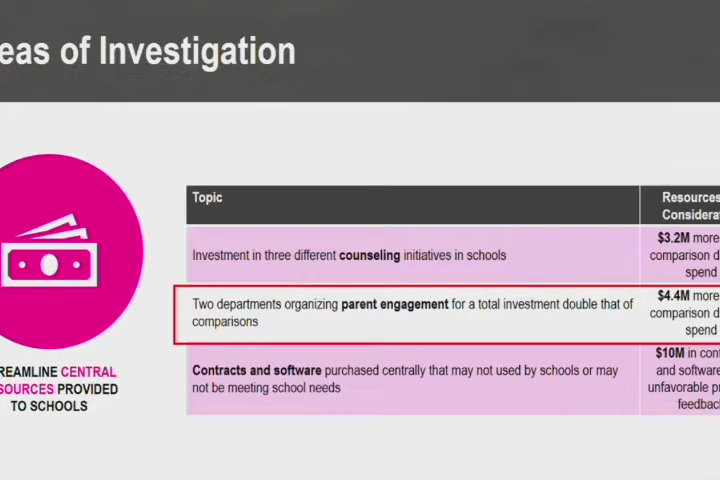 eas of Investigation
Topic
Resources
Considera
Investment in three different counseling initiatives in schools
$3.2M more
comparison d
spend
Two departments organizing parent engagement for a total investment double that of
comparisons
$4.4M more
comparison d
spend
Contracts and software purchased centrally that may not used by schools or may
not be meeting school needs
$10M in cont
and software
unfavorable pr
feedbac
REAMLINE CENTRAL
SOURCES PROVIDED
TO SCHOOLS